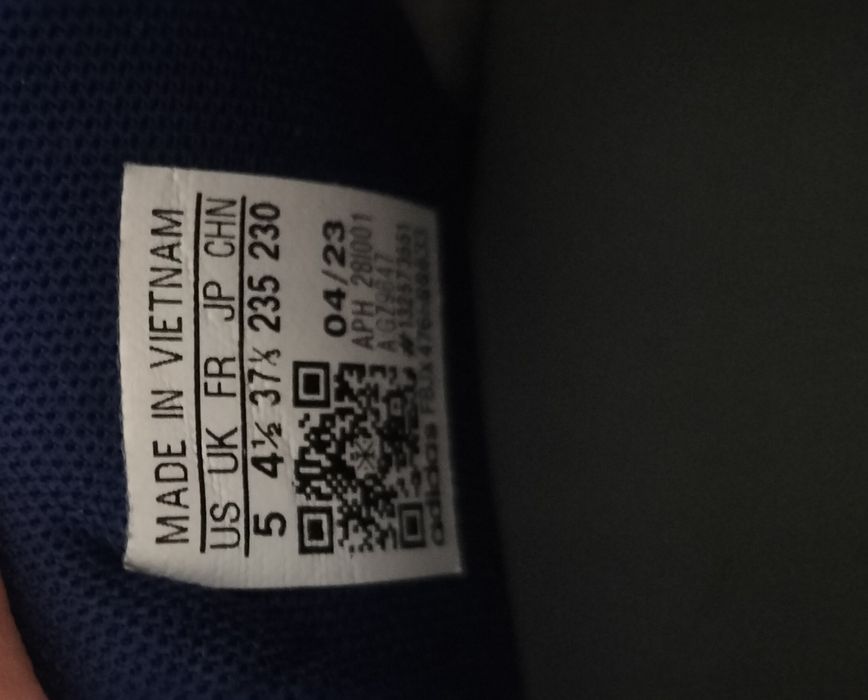 MADE IN VIETNAM
US UK FR JP CHN
5 4½ 37⅓ 235 230
04/23
APH 28I001
adidas